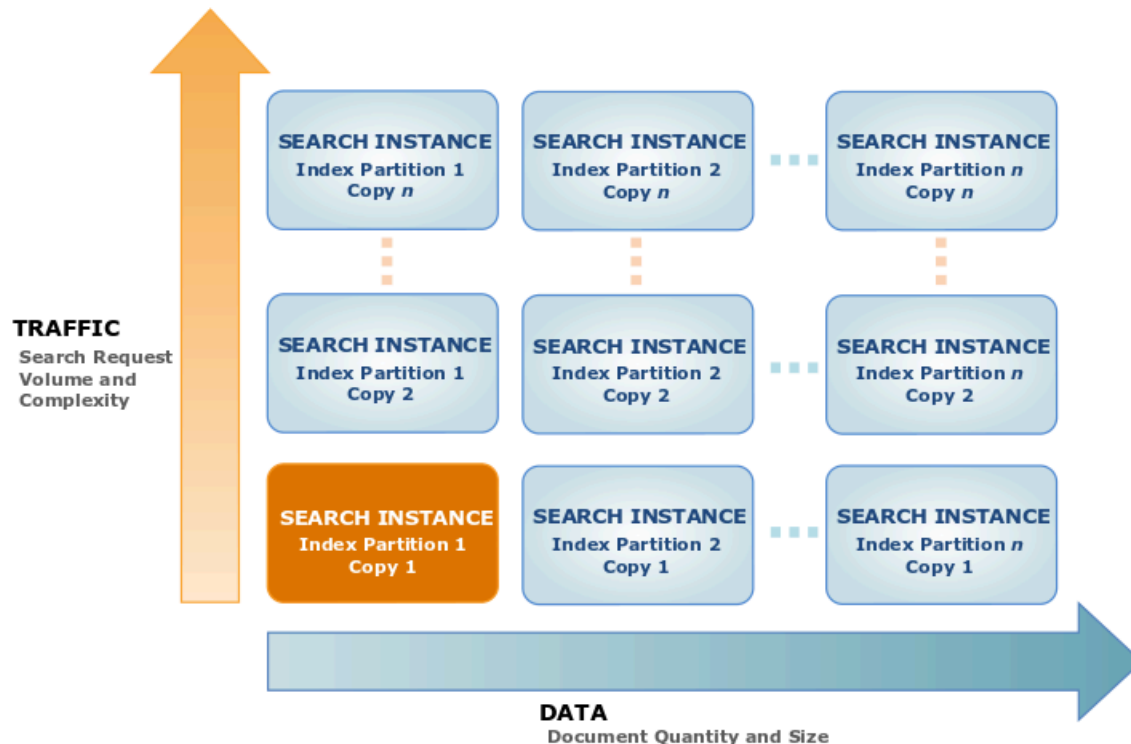 SEARCH INSTANCE
Index Partition 1
Copy n
SEARCH INSTANCE
Index Partition 2
Copy n
SEARCH INSTANCE
Index Partition n
Copy n
TRAFFIC
Search Request
Volume and
Complexity
SEARCH INSTANCE
Index Partition 1
Copy 2
SEARCH INSTANCE
Index Partition 2
Copy 2
SEARCH INSTANCE
Index Partition n
Copy 2
SEARCH INSTANCE
Index Partition 1
Copy 1
SEARCH INSTANCE
Index Partition 2
Copy 1
SEARCH INSTANCE
Index Partition n
Copy 1
DATA
Document Quantity and Size